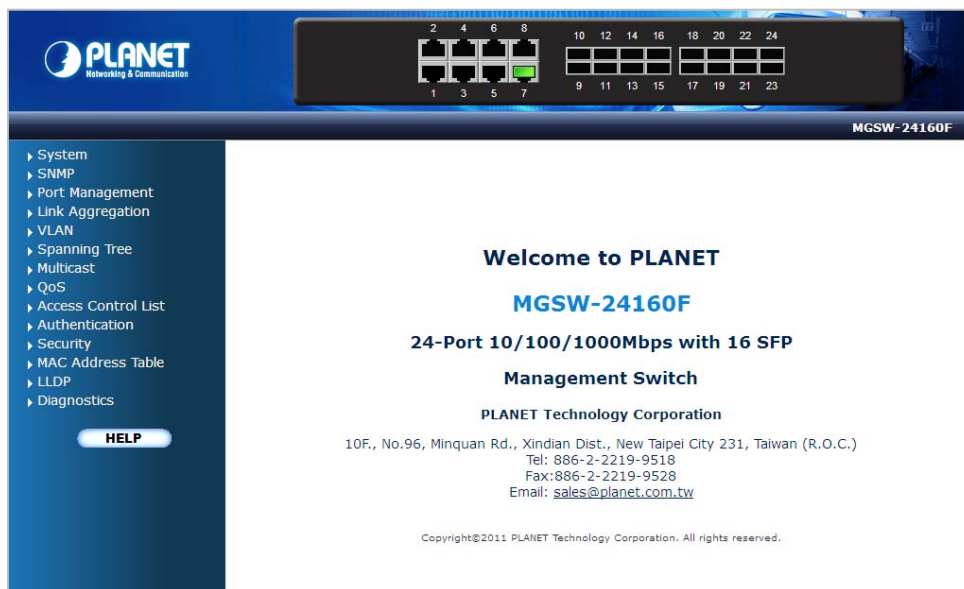 PLANET
Networking & Communication
2 4 6 8 10 12 14 16 18 20 22 24
1 3 5 7 9 11 13 15 17 19 21 23
MGSW-24160F
System
SNMP
Port Management
Link Aggregation
VLAN
Spanning Tree
Multicast
QoS
Access Control List
Authentication
Security
MAC Address Table
LLDP
Diagnostics
HELP
Welcome to PLANET
MGSW-24160F
24-Port 10/100/1000Mbps with 16 SFP
Management Switch
PLANET Technology Corporation
10F., No.96, Minquan Rd., Xindian Dist., New Taipei City 231, Taiwan (R.O.C.)
Tel: 886-2-2219-9518
Fax:886-2-2219-9528
Email: sales@planet.com.tw
Copyright©2011 PLANET Technology Corporation. All rights reserved.